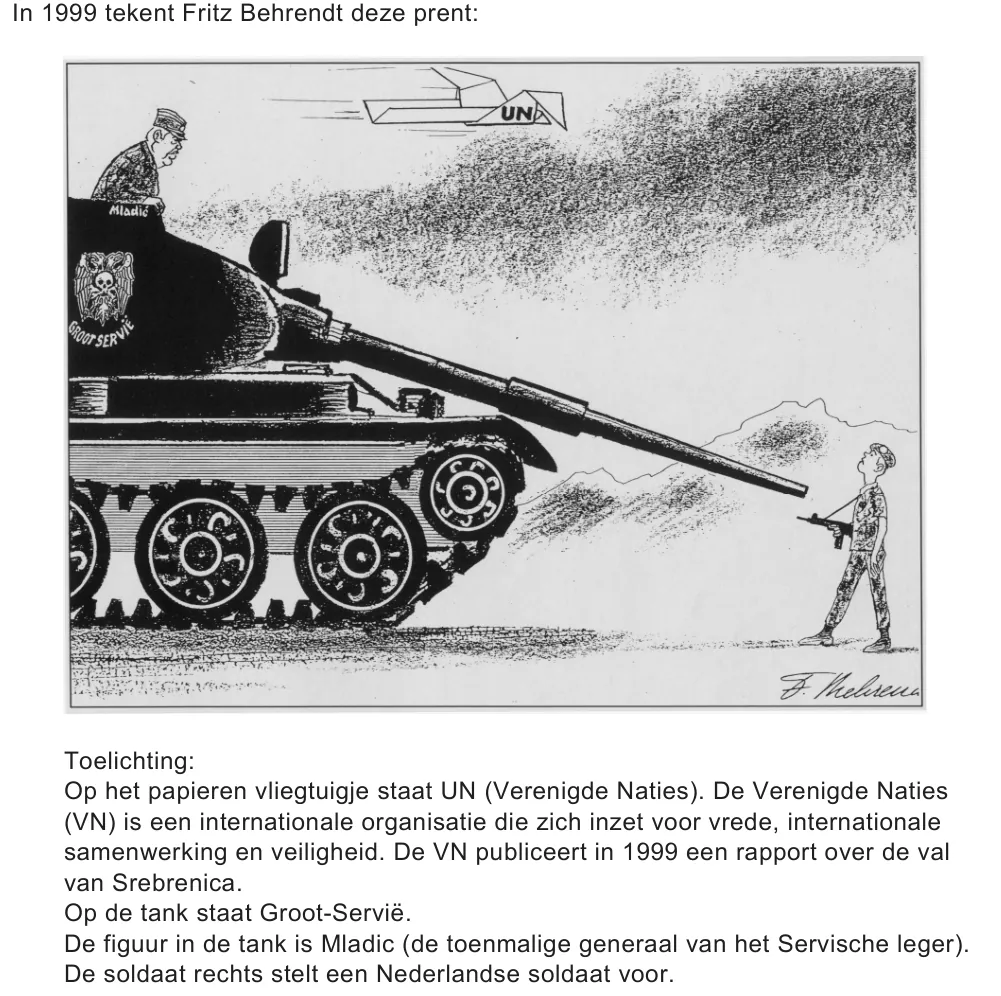 In 1999 tekent Fritz Behrendt deze prent:
UN
Mladić
GROOT SERVIË
Toelichting:
Op het papieren vliegtuigje staat UN (Verenigde Naties). De Verenigde Naties
(VN) is een internationale organisatie die zich inzet voor vrede, internationale
samenwerking en veiligheid. De VN publiceert in 1999 een rapport over de val
van Srebrenica.
Op de tank staat Groot-Servië.
De figuur in de tank is Mladic (de toenmalige generaal van het Servische leger).
De soldaat rechts stelt een Nederlandse soldaat voor.